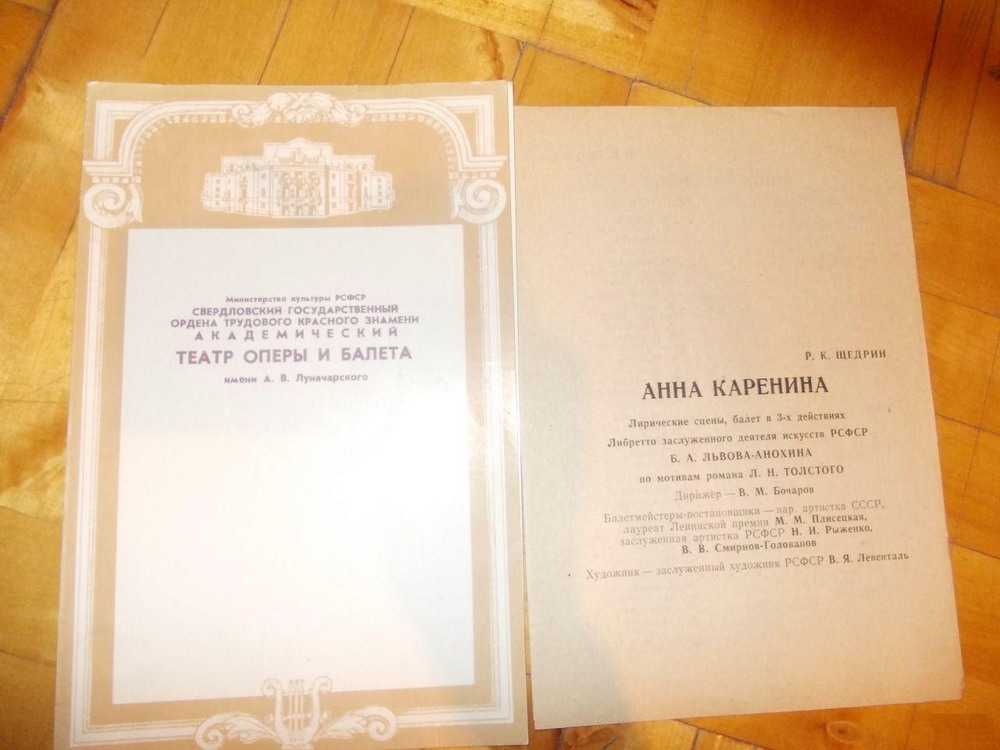 Министерство культуры РСФСР
СВЕРДЛОВСКИЙ ГОСУДАРСТВЕННЫЙ
ОРДЕНА ТРУДОВОГО КРАСНОГО ЗНАМЕНИ
АКАДЕМИЧЕСКИЙ
ТЕАТР ОПЕРЫ И БАЛЕТА
имени А. В. Луначарского
Р. К. ЩЕДРИН
АННА КАРЕНИНА
Лирические сцены, балет в 3-х действиях
Либретто заслуженного деятеля искусств РСФСР
Б. А. ЛЬВОВА-АНОХИНА
по мотивам романа Л. Н. ТОЛСТОГО
Дирижер — В. М. Бочаров
Балетмейстеры-постановщики — нар. артистка СССР,
лауреат Ленинской премии М. М. Плисецкая,
заслуженная артистка РСФСР Н. И. Рыженко,
В. В. Смирнов-Голованов
Художник — заслуженный художник РСФСР В. Я. Левенталь